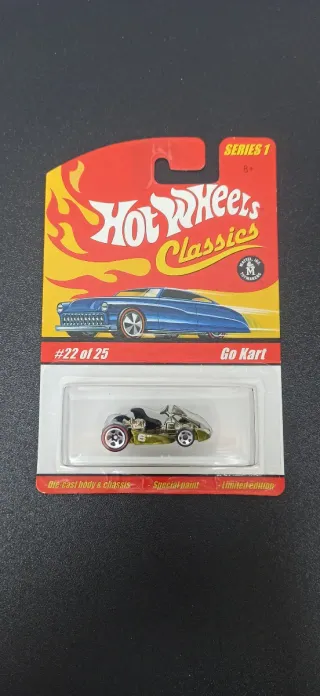 SERIES 1
8+
HOT WHEELS
Classics
#22 of 25
Go Kart
Die-cast body & chassis
Special paint
Limited edition